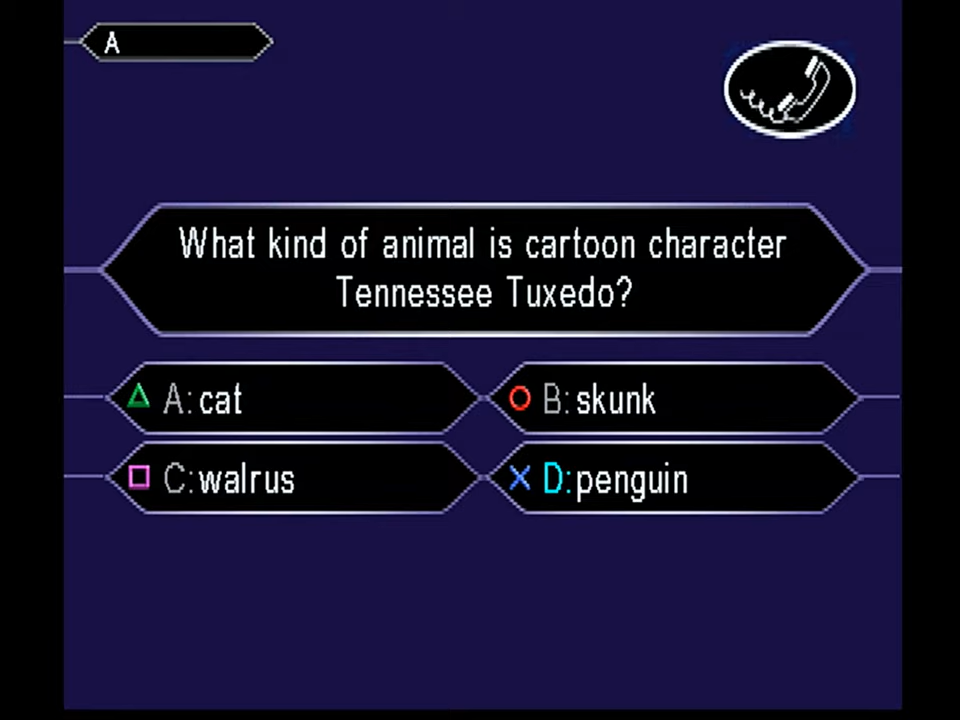 A
What kind of animal is cartoon character
Tennessee Tuxedo?
A: cat
B: skunk
C: walrus
D: penguin